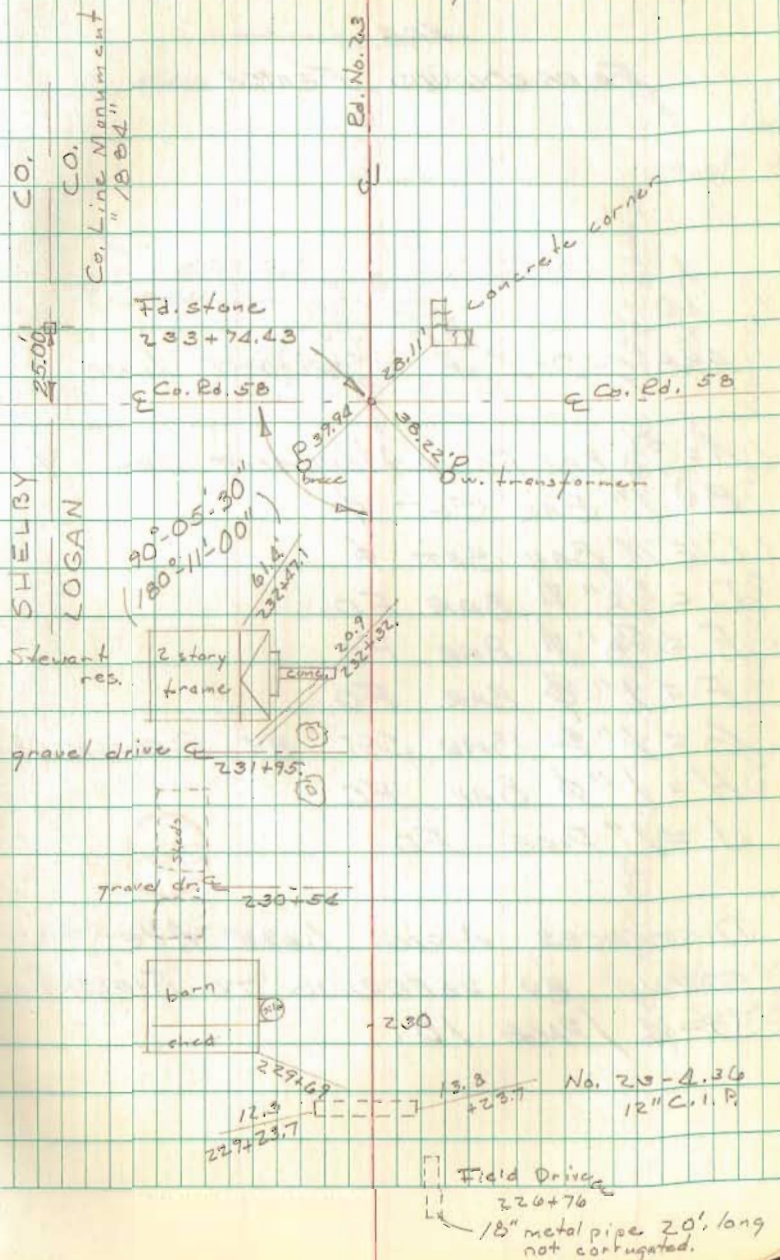 Rd. No. 23
℄
SHELBY CO.
LOGAN CO.
Co. Line Monument
"1884"
25.00'
Fd. stone
233+74.43
concrete corner
28.11'
℄ Co. Rd. 58
℄ Co. Rd. 58
39.94
38.22'
P
brace
P
w. transformer
90°-05'-30"
(180°-11'-00")
61.4'
232+47.1
20.9
232+32.
Stewart
res.
2 story
frame
conc.
gravel drive ℄
231+95.
sheds
gravel dr. ℄
230+54
barn
shed
silo
230
229+69
12.3
229+23.7
13.3
+23.7
No. 23-4.36
12" C.I.P.
Field Drive ℄
226+76
18" metal pipe 20' long
not corrugated.